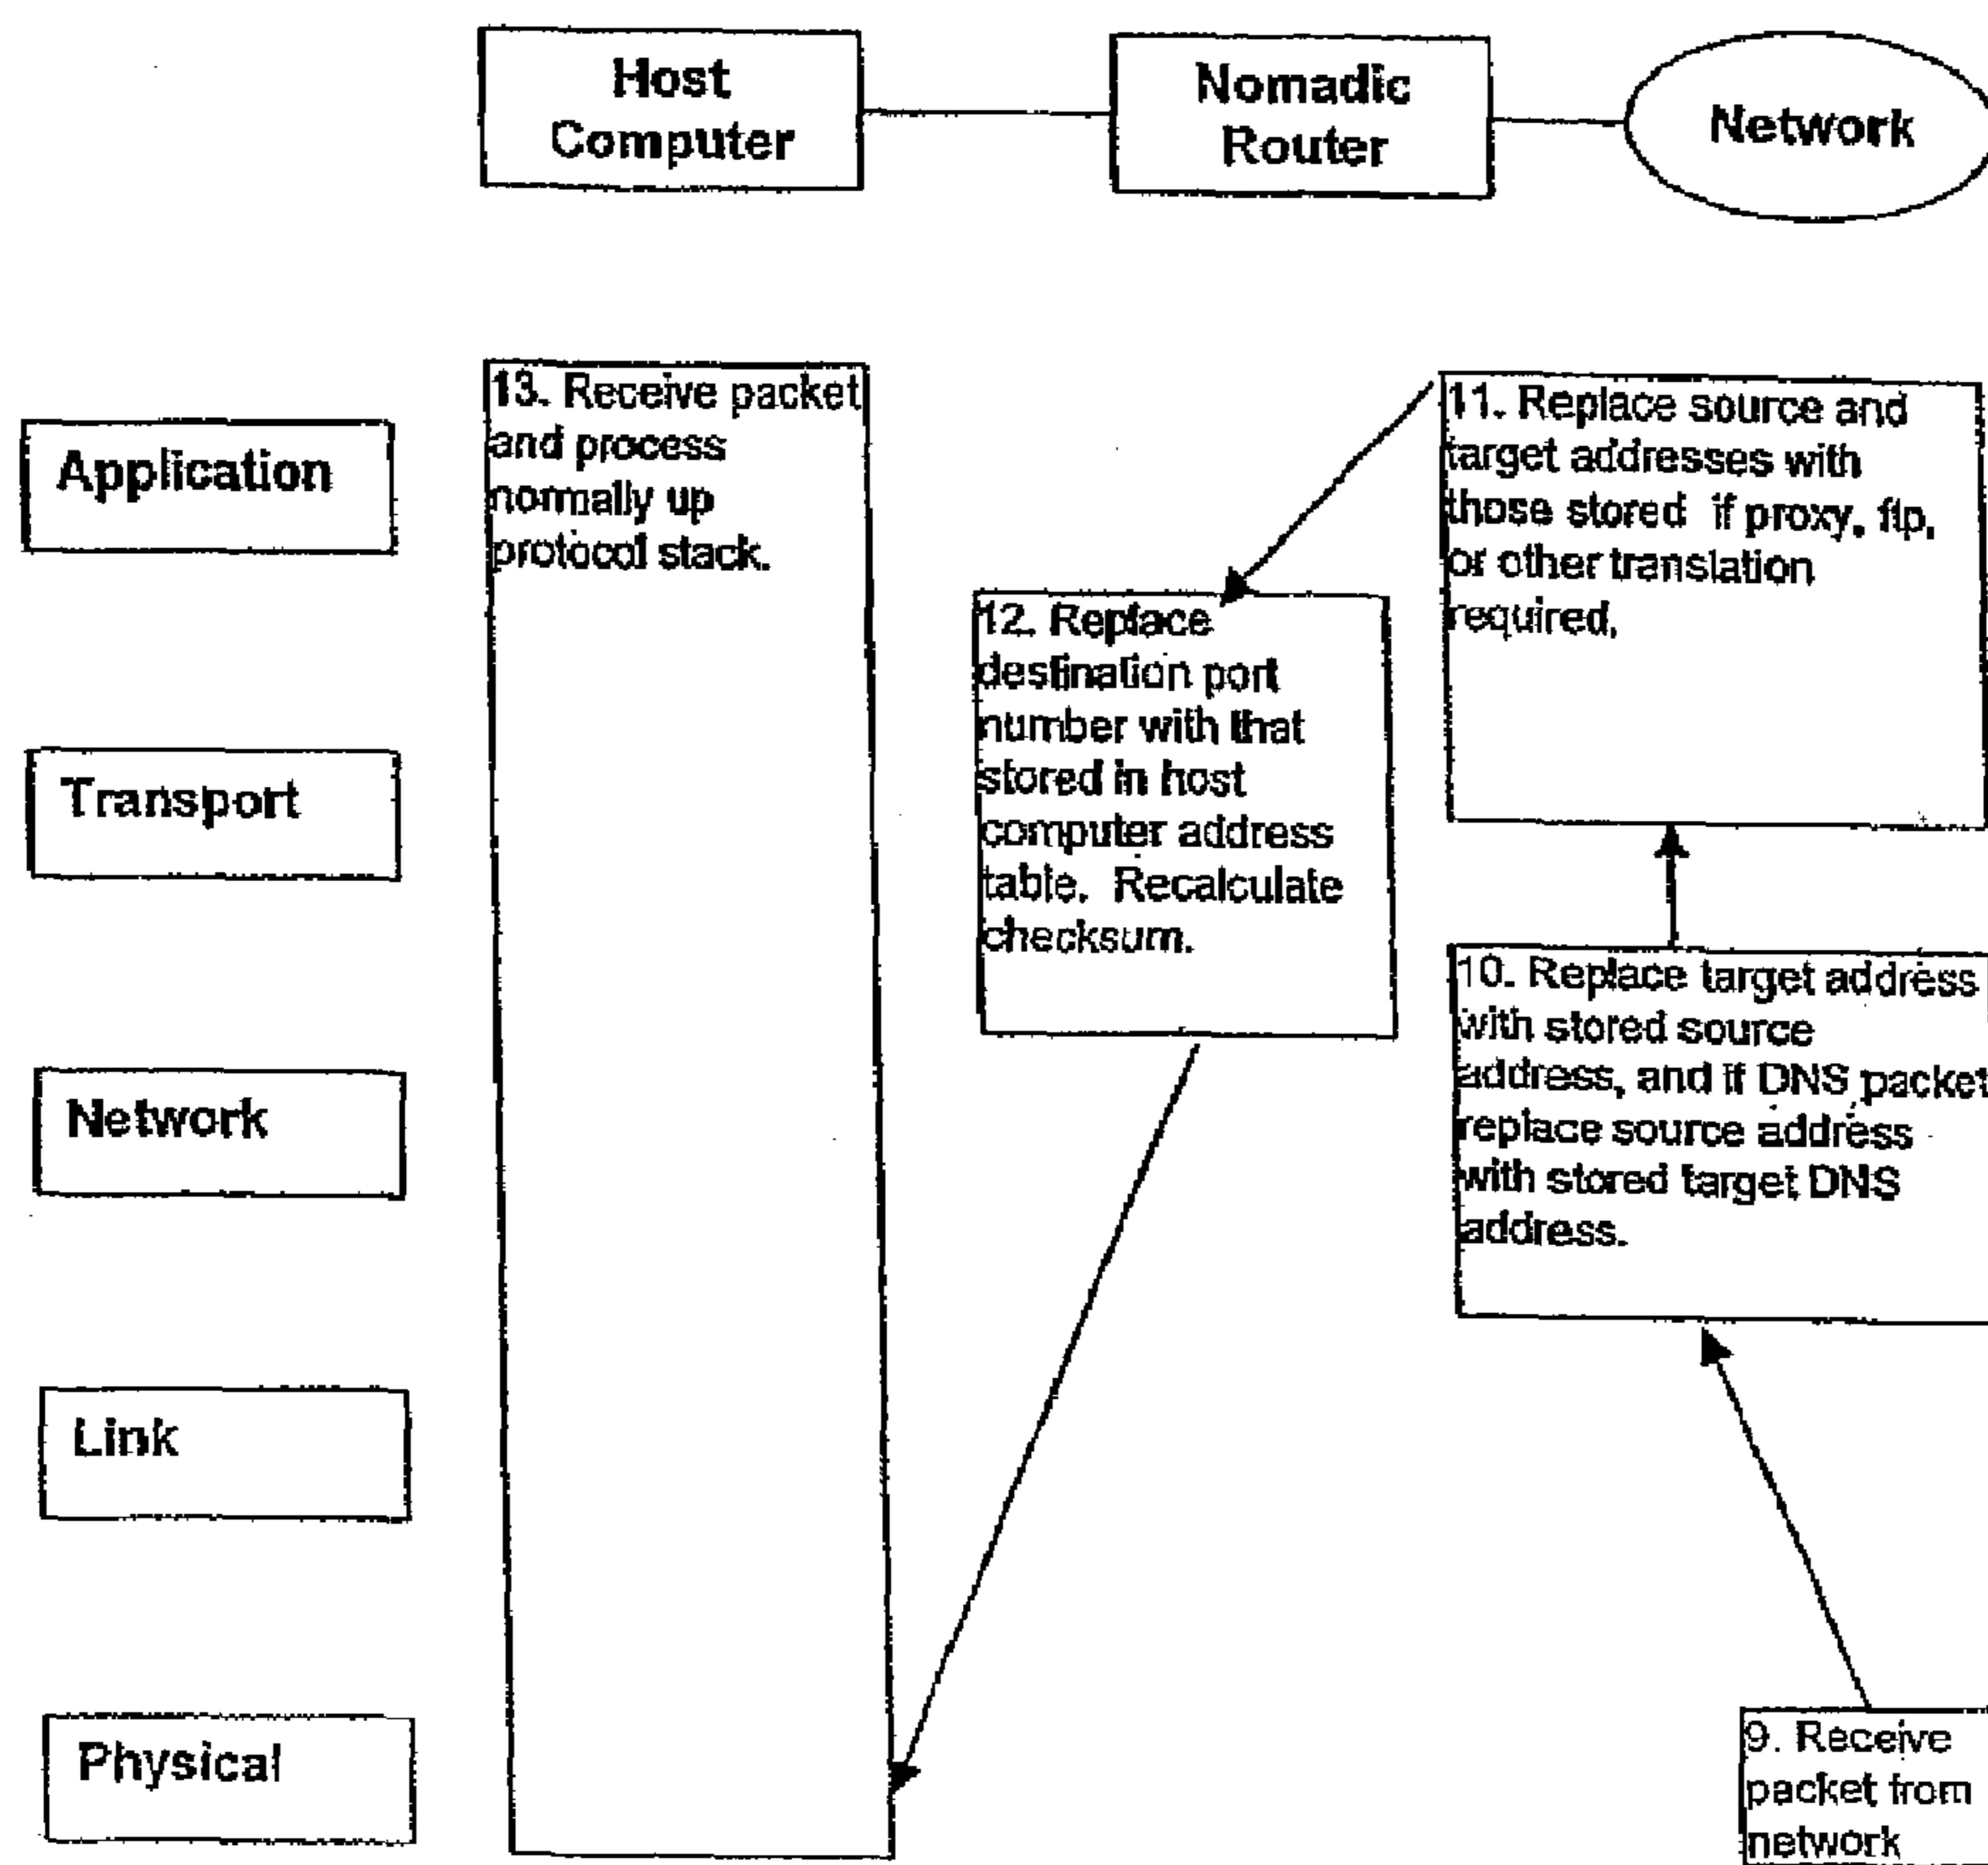 Host
Computer
Nomadic
Router
Network
Application
Transport
Network
Link
Physical
13. Receive packet
and process
normally up
protocol stack.
12. Replace
destination port
number with that
stored in host
computer address
table. Recalculate
checksum.
11. Replace source and
target addresses with
those stored if proxy, ftp,
or other translation
required.
10. Replace target address
with stored source
address, and if DNS packet
replace source address
with stored target DNS
address.
9. Receive
packet from
network